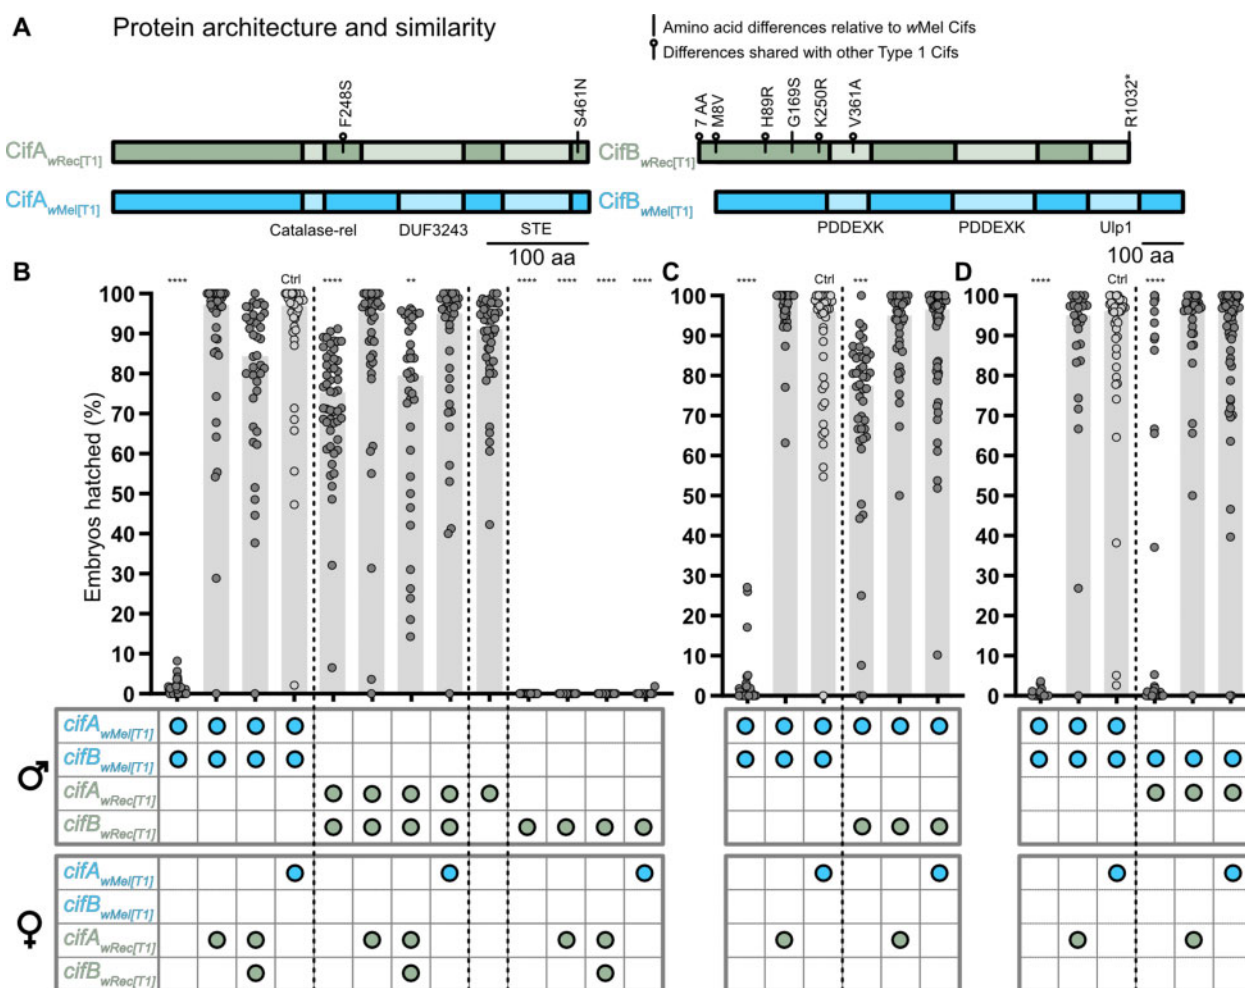 A Protein architecture and similarity
Amino acid differences relative to wMel Cifs
Differences shared with other Type 1 Cifs
F248S
S461N
7 AA
M8V
H89R
G169S
K250R
V361A
R1032*
CifA wRec[T1]
CifB wRec[T1]
CifA wMel[T1]
CifB wMel[T1]
Catalase-rel
DUF3243
STE
PDDEXK
PDDEXK
Ulp1
100 aa
100 aa
B
**** Ctrl **** ** **** **** **** ****
Embryos hatched (%)
100
90
80
70
60
50
40
30
20
10
0
C
**** Ctrl ***
100
90
80
70
60
50
40
30
20
10
0
D
**** Ctrl ****
100
90
80
70
60
50
40
30
20
10
0
♂
cifA wMel[T1]
cifB wMel[T1]
cifA wRec[T1]
cifB wRec[T1]
♀
cifA wMel[T1]
cifB wMel[T1]
cifA wRec[T1]
cifB wRec[T1]